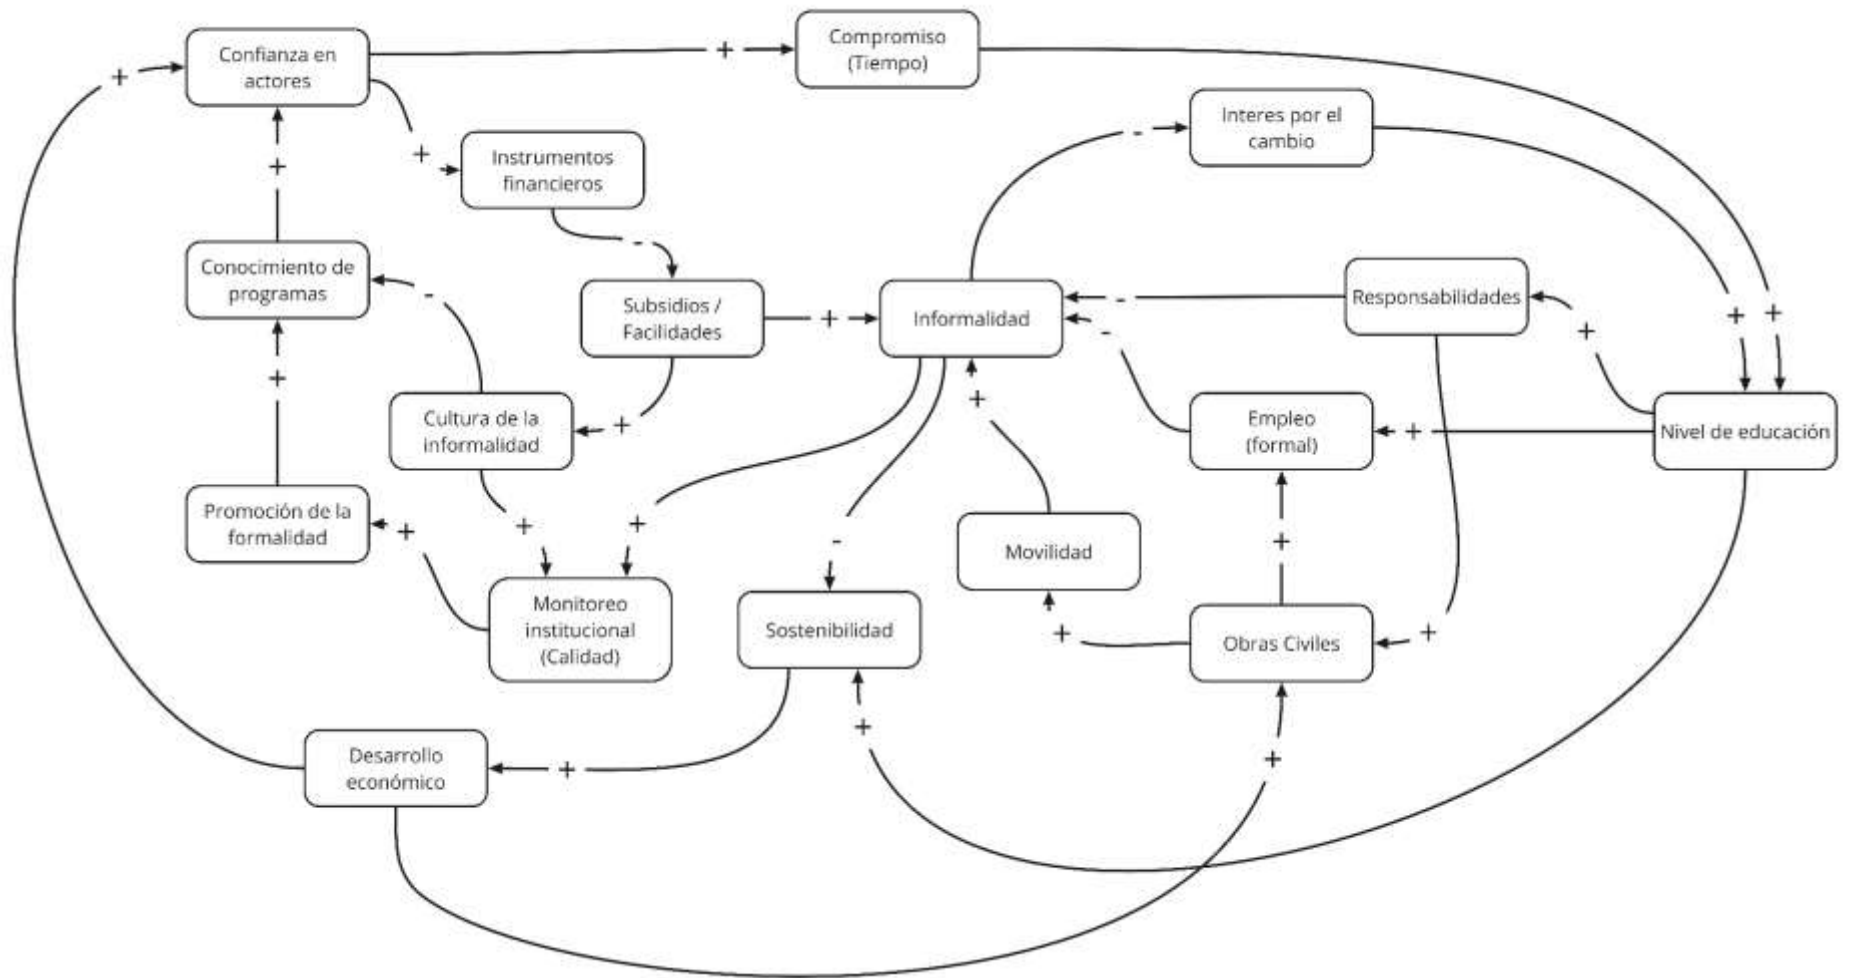 Confianza en
actores
Compromiso
(Tiempo)
Interes por el
cambio
Instrumentos
financieros
Conocimiento de
programas
Subsidios /
Facilidades
Informalidad
Responsabilidades
Cultura de la
informalidad
Empleo
(formal)
Nivel de educación
Promoción de la
formalidad
Movilidad
Monitoreo
institucional
(Calidad)
Sostenibilidad
Obras Civiles
Desarrollo
económico
+
+
+
+
-
-
-
+
-
-
+
+
+
+
+
+
+
+
+
+
-
+
+
+
+
+
+